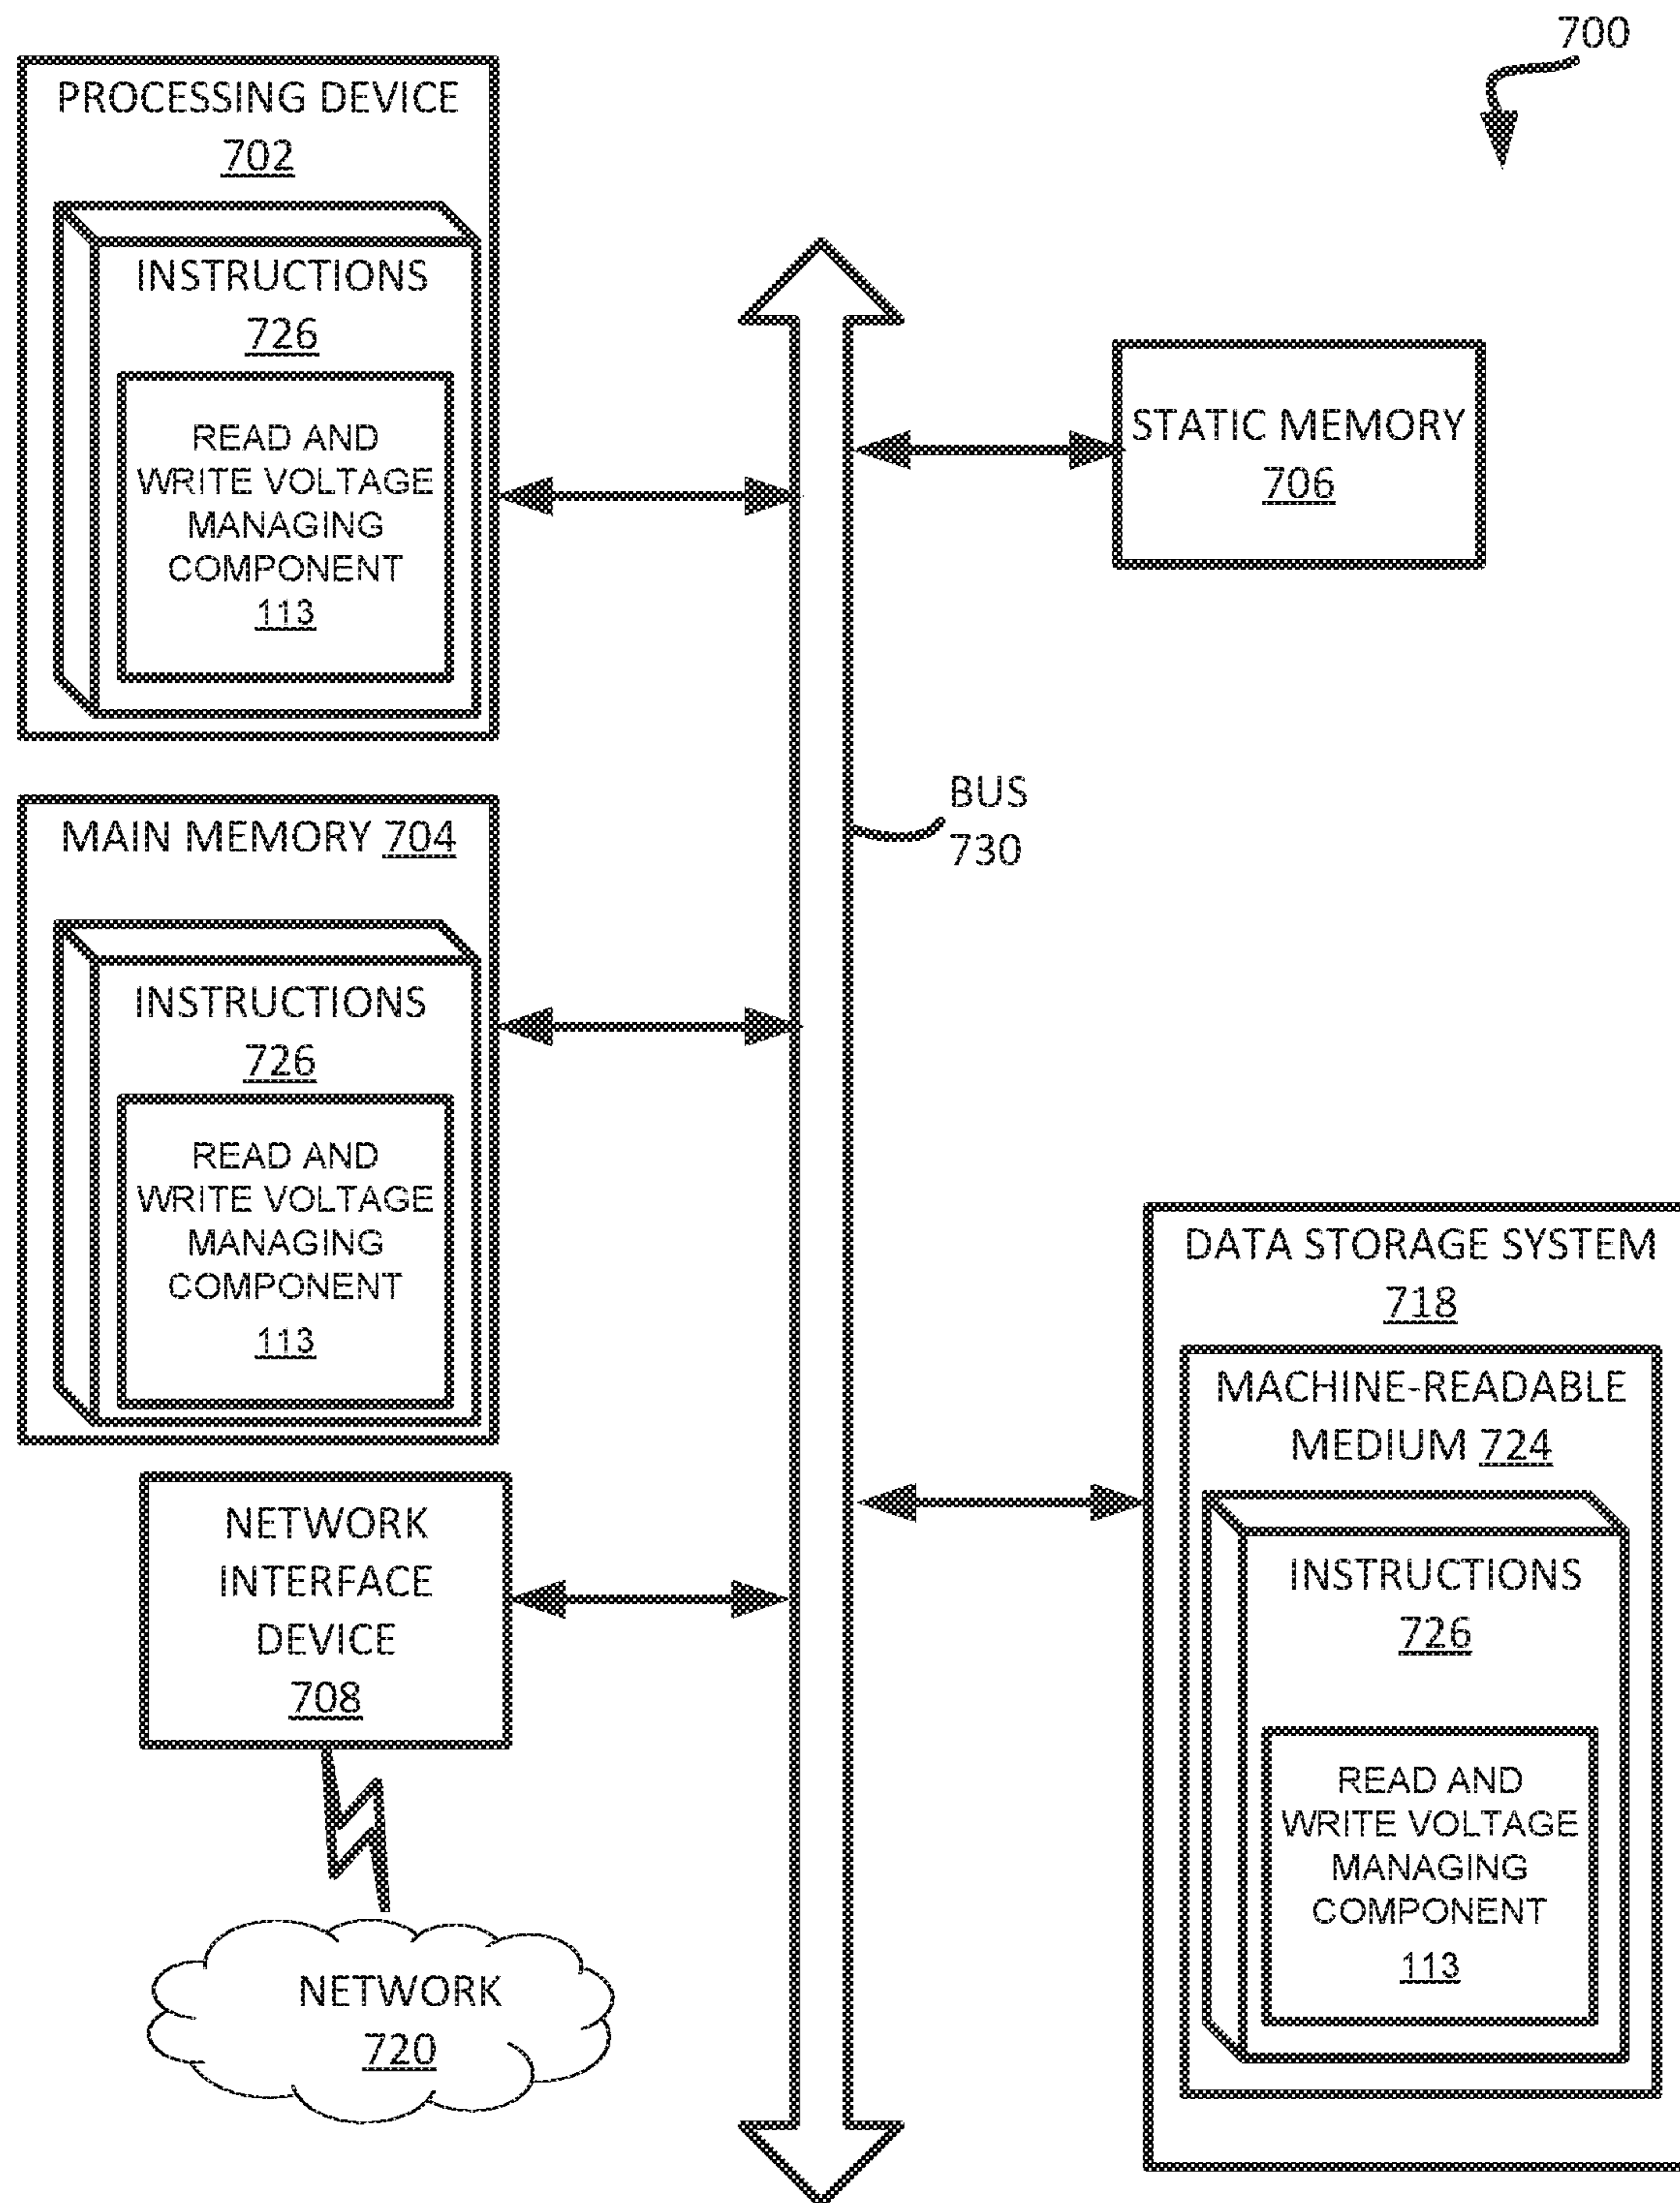 700
PROCESSING DEVICE
702
INSTRUCTIONS
726
READ AND
WRITE VOLTAGE
MANAGING
COMPONENT
113
STATIC MEMORY
706
BUS
730
MAIN MEMORY 704
INSTRUCTIONS
726
READ AND
WRITE VOLTAGE
MANAGING
COMPONENT
113
DATA STORAGE SYSTEM
718
MACHINE-READABLE
MEDIUM 724
INSTRUCTIONS
726
READ AND
WRITE VOLTAGE
MANAGING
COMPONENT
113
NETWORK
INTERFACE
DEVICE
708
NETWORK
720